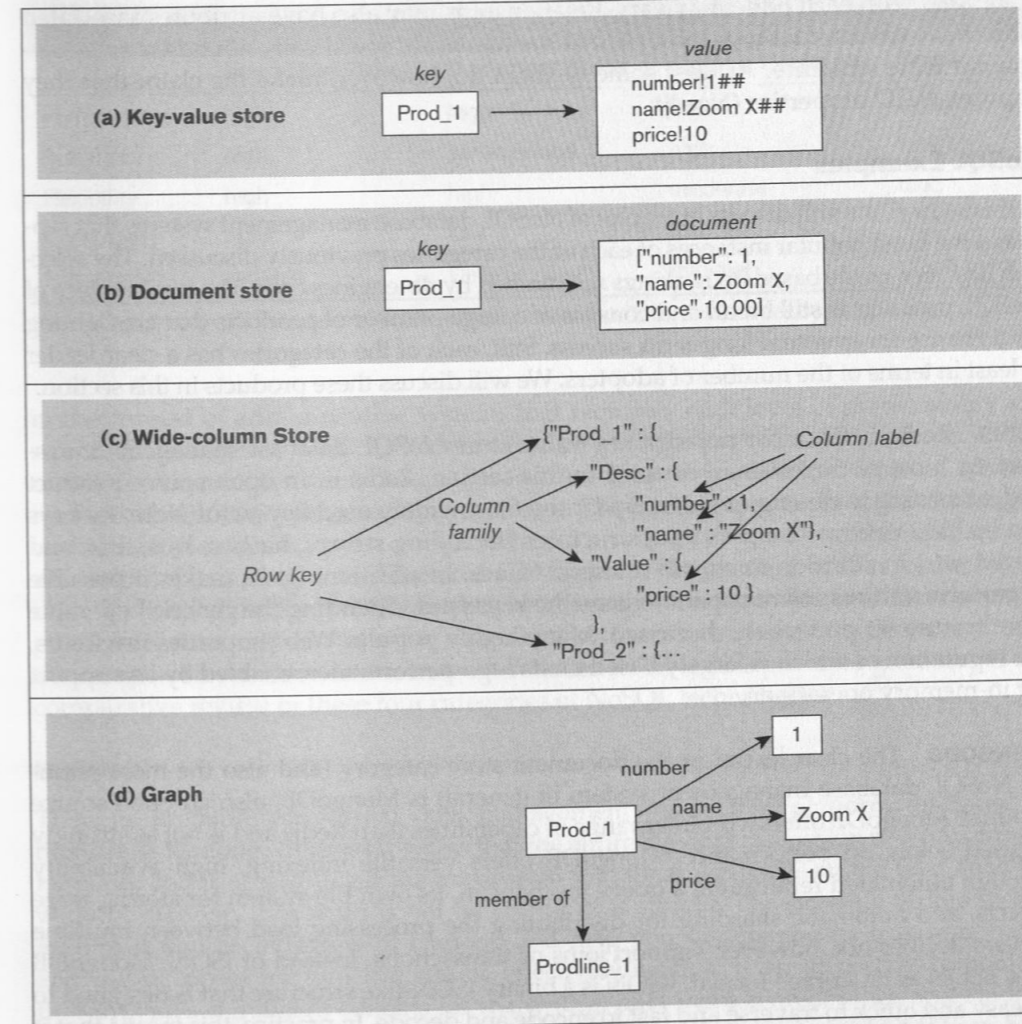 (a) Key-value store
key
Prod_1
value
number!1##
name!Zoom X##
price!10
(b) Document store
key
Prod_1
document
["number": 1,
"name": Zoom X,
"price",10.00]
(c) Wide-column Store
Row key
Column
family
Column label
{"Prod_1" : {
"Desc" : {
"number" : 1,
"name" : "Zoom X"},
"Value" : {
"price" : 10 }
},
"Prod_2" : {...
(d) Graph
Prod_1
number
1
name
Zoom X
price
10
member of
Prodline_1